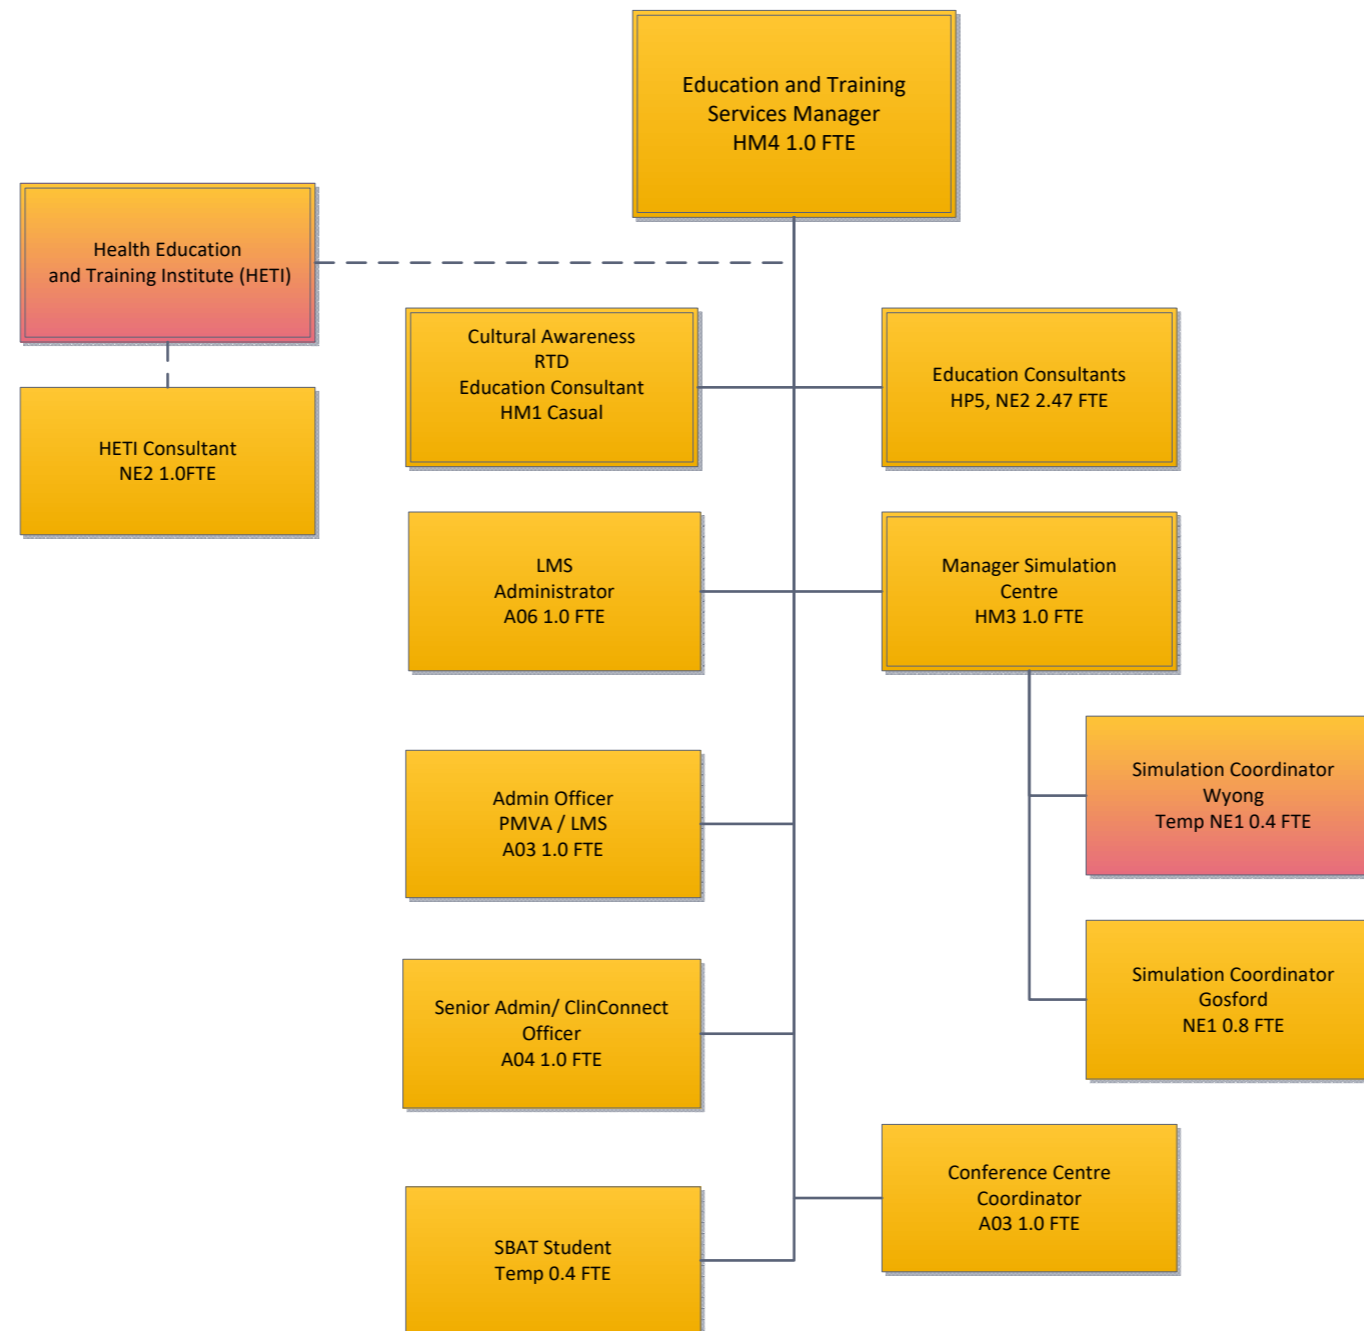 Education and Training
Services Manager
HM4 1.0 FTE
Health Education
and Training Institute (HETI)
HETI Consultant
NE2 1.0FTE
Cultural Awareness
RTD
Education Consultant
HM1 Casual
Education Consultants
HP5, NE2 2.47 FTE
LMS
Administrator
A06 1.0 FTE
Manager Simulation
Centre
HM3 1.0 FTE
Admin Officer
PMVA / LMS
A03 1.0 FTE
Simulation Coordinator
Wyong
Temp NE1 0.4 FTE
Senior Admin/ ClinConnect
Officer
A04 1.0 FTE
Simulation Coordinator
Gosford
NE1 0.8 FTE
Conference Centre
Coordinator
A03 1.0 FTE
SBAT Student
Temp 0.4 FTE